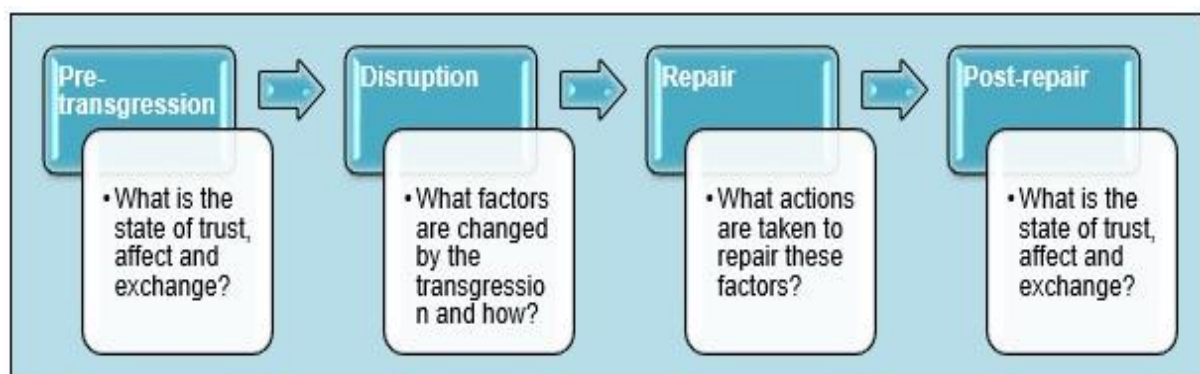 Pre-
transgression
• What is the
state of trust,
affect and
exchange?
Disruption
• What factors
are changed
by the
transgressio
n and how?
Repair
• What actions
are taken to
repair these
factors?
Post-repair
• What is the
state of trust,
affect and
exchange?